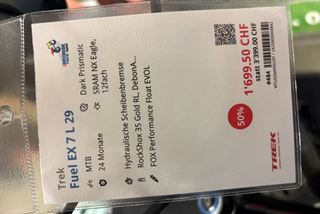 Trek
Fuel EX 7 L 29
MTB
Dark Prismatic
24 Monate
SRAM NX Eagle,
12fach
Hydraulische Scheibenbremse
RockShox 35 Gold RL, DebonA...
FOX Performance Float EVOL
1'699.50 CHF
statt 3'399.00 CHF
#484
50%
TREK